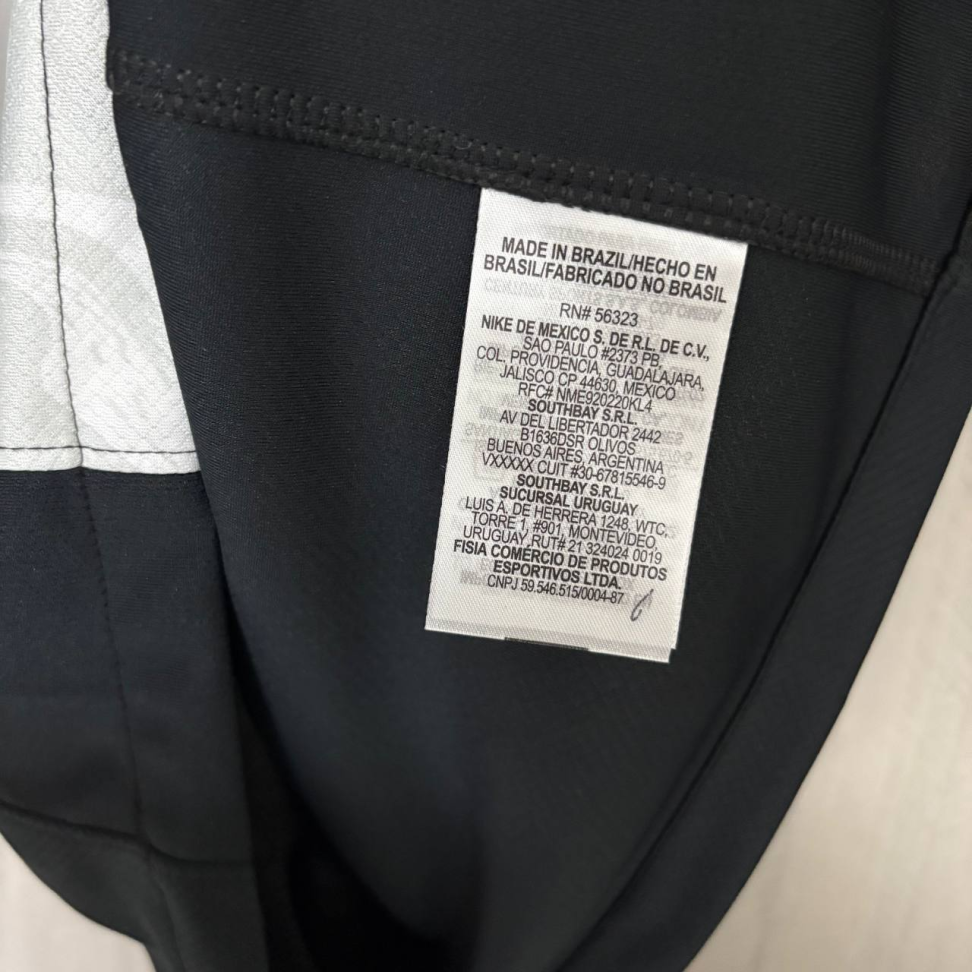 MADE IN BRAZIL/HECHO EN
BRASIL/FABRICADO NO BRASIL
RN# 56323
NIKE DE MEXICO S. DE R.L. DE C.V.,
SAO PAULO #2373 PB,
COL. PROVIDENCIA, GUADALAJARA,
JALISCO CP 44630, MEXICO
RFC# NME920220KL4
SOUTHBAY S.R.L.
AV DEL LIBERTADOR 2442
B1636DSR OLIVOS
BUENOS AIRES, ARGENTINA
VXXXXX CUIT #30-67815546-9
SOUTHBAY S.R.L.
SUCURSAL URUGUAY
LUIS A. DE HERRERA 1248, WTC,
TORRE 1, #901, MONTEVIDEO,
URUGUAY,RUT# 21 324024 0019
FISIA COMÉRCIO DE PRODUTOS
ESPORTIVOS LTDA.
CNPJ 59.546.515/0004-87